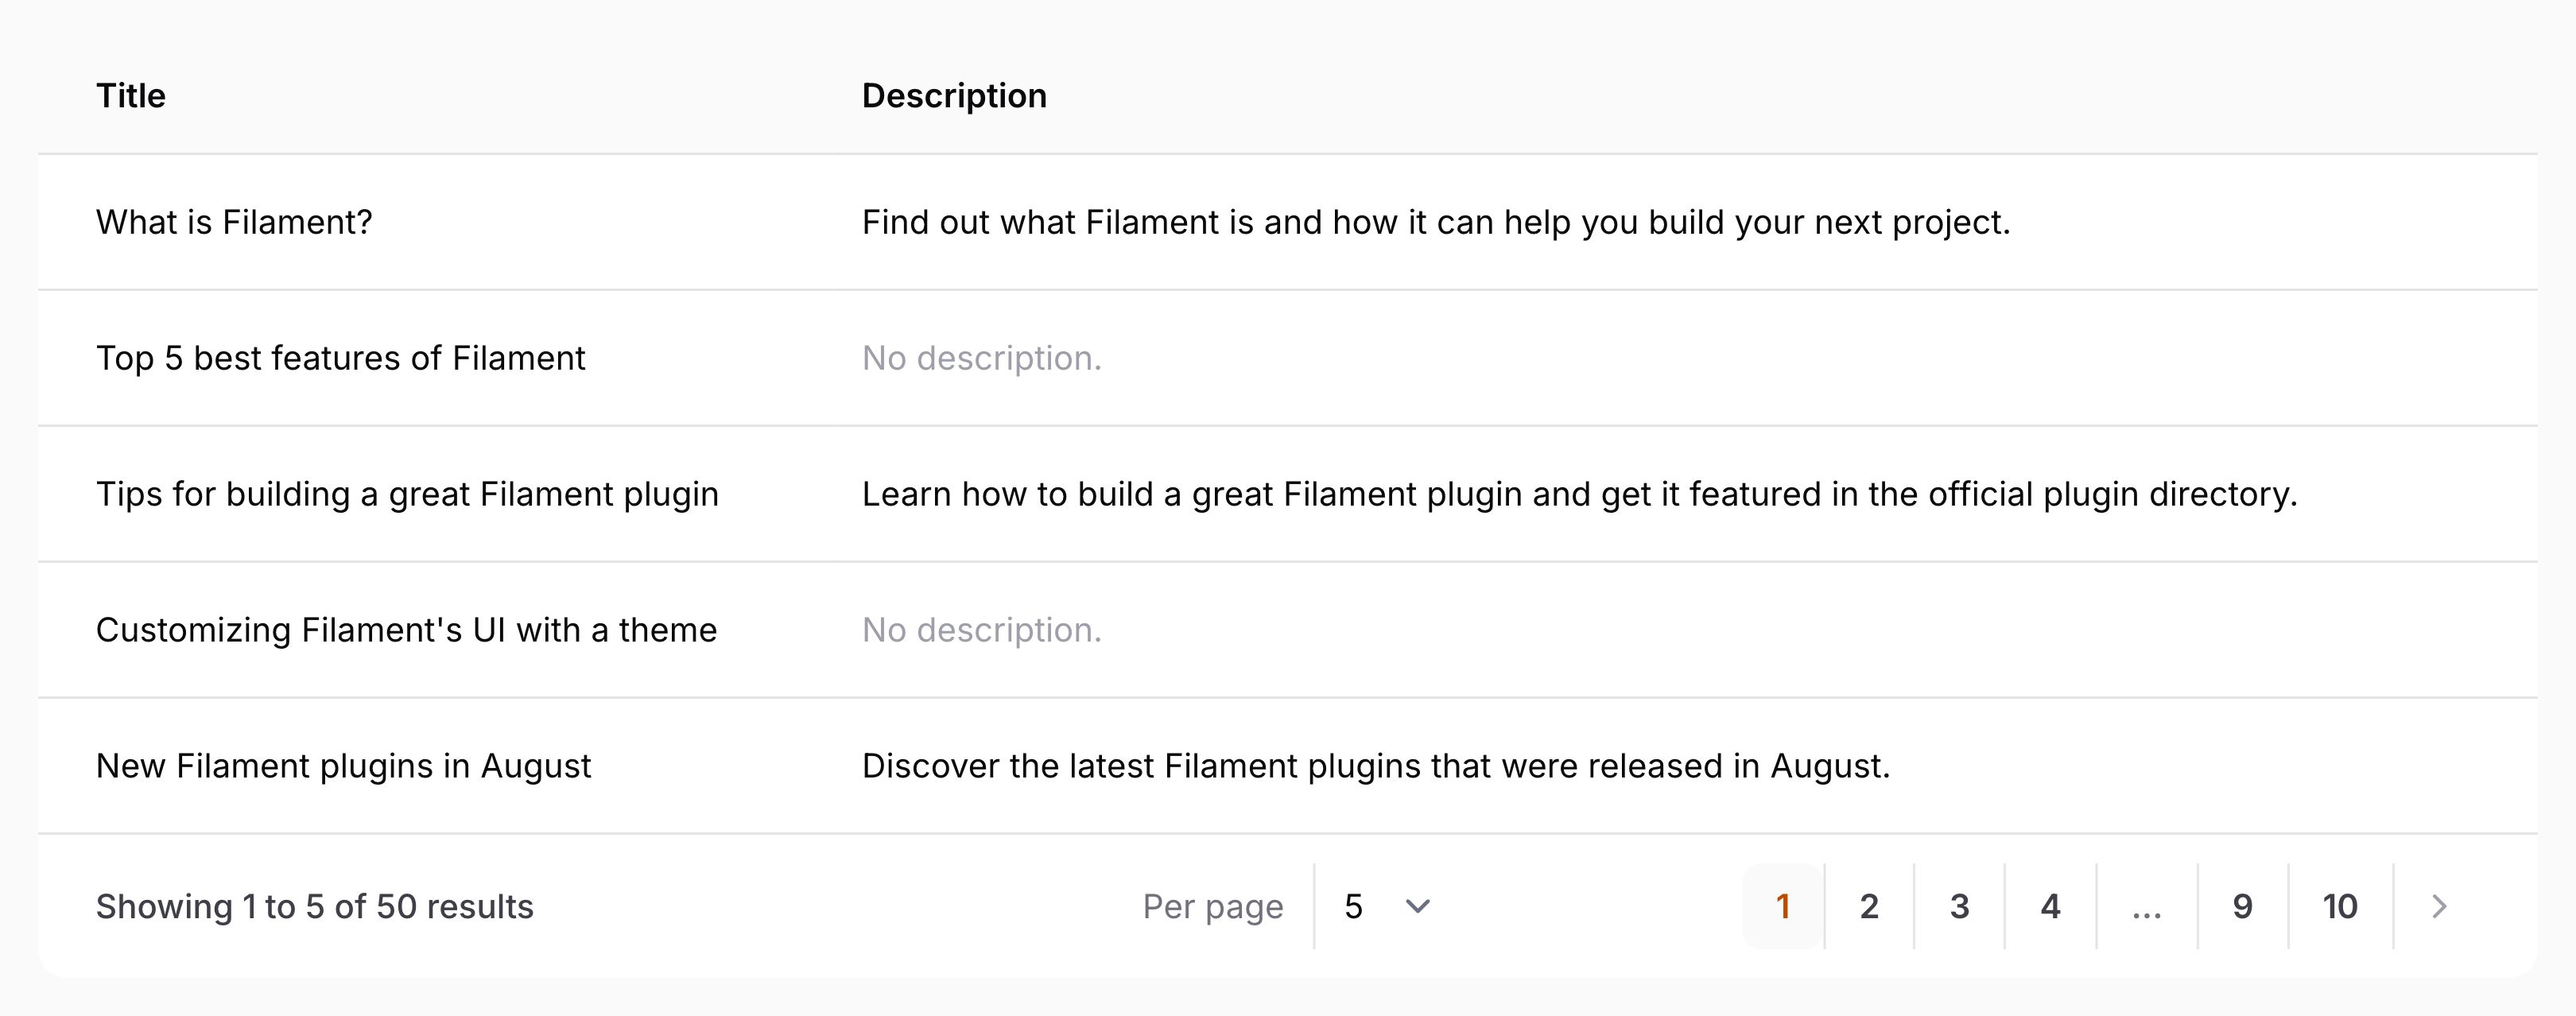 Title Description
What is Filament? Find out what Filament is and how it can help you build your next project.
Top 5 best features of Filament No description.
Tips for building a great Filament plugin Learn how to build a great Filament plugin and get it featured in the official plugin directory.
Customizing Filament's UI with a theme No description.
New Filament plugins in August Discover the latest Filament plugins that were released in August.
Showing 1 to 5 of 50 results Per page 5 1 2 3 4 ... 9 10